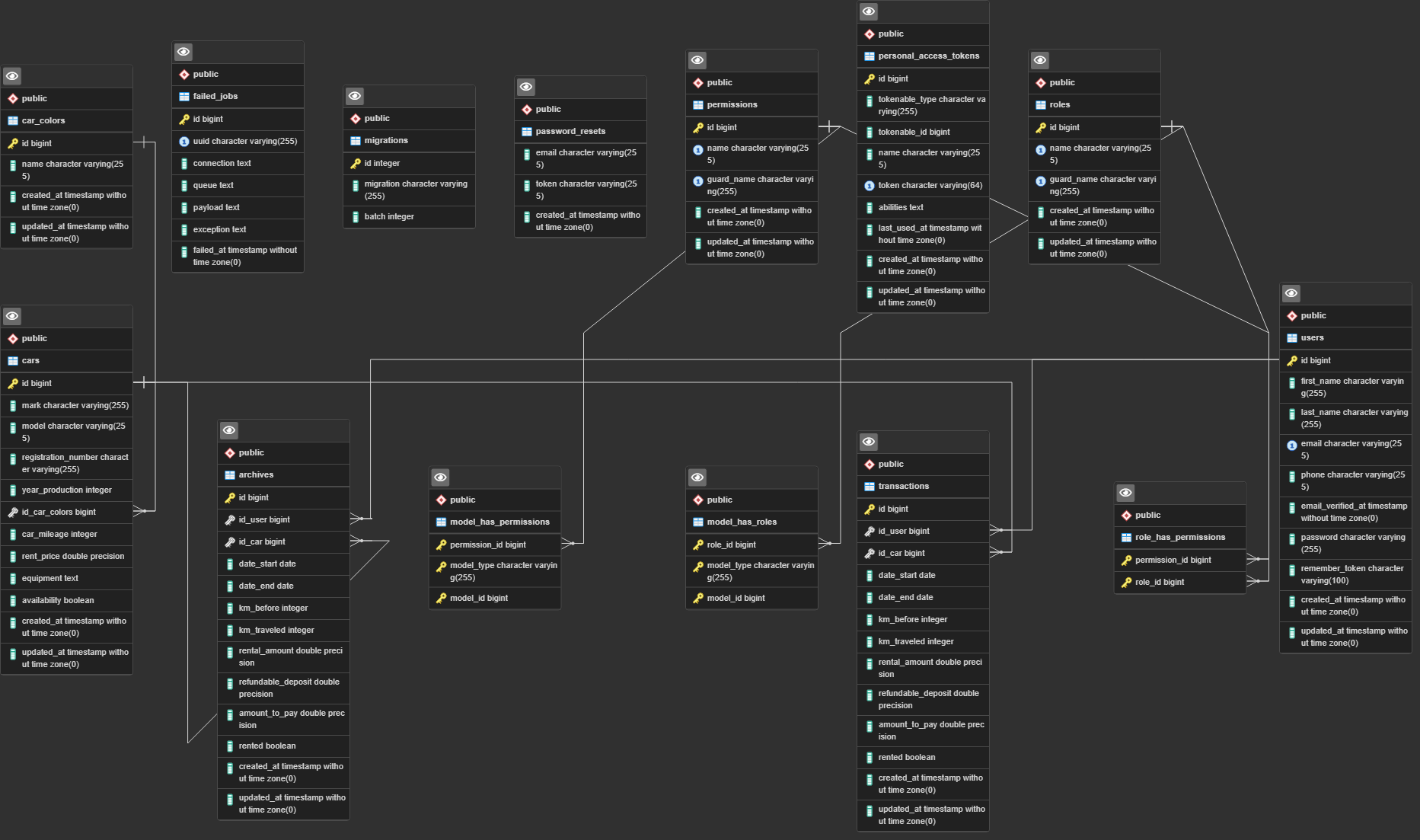 public
car_colors
id bigint
name character varying(25
5)
created_at timestamp witho
ut time zone(0)
updated_at timestamp witho
ut time zone(0)
public
failed_jobs
id bigint
uuid character varying(255)
connection text
queue text
payload text
exception text
failed_at timestamp without
time zone(0)
public
migrations
id integer
migration character varying
(255)
batch integer
public
password_resets
email character varying(25
5)
token character varying(25
5)
created_at timestamp witho
ut time zone(0)
public
permissions
id bigint
name character varying(25
5)
guard_name character varyi
ng(255)
created_at timestamp witho
ut time zone(0)
updated_at timestamp witho
ut time zone(0)
public
personal_access_tokens
id bigint
tokenable_type character va
rying(255)
tokenable_id bigint
name character varying(25
5)
token character varying(64)
abilities text
last_used_at timestamp wit
hout time zone(0)
created_at timestamp witho
ut time zone(0)
updated_at timestamp witho
ut time zone(0)
public
roles
id bigint
name character varying(25
5)
guard_name character varyi
ng(255)
created_at timestamp witho
ut time zone(0)
updated_at timestamp witho
ut time zone(0)
public
cars
id bigint
mark character varying(255)
model character varying(25
5)
registration_number charact
er varying(255)
year_production integer
id_car_colors bigint
car_mileage integer
rent_price double precision
equipment text
availability boolean
created_at timestamp witho
ut time zone(0)
updated_at timestamp witho
ut time zone(0)
public
archives
id bigint
id_user bigint
id_car bigint
date_start date
date_end date
km_before integer
km_traveled integer
rental_amount double preci
sion
refundable_deposit double
precision
amount_to_pay double prec
ision
rented boolean
created_at timestamp witho
ut time zone(0)
updated_at timestamp witho
ut time zone(0)
public
model_has_permissions
permission_id bigint
model_type character varyin
g(255)
model_id bigint
public
model_has_roles
role_id bigint
model_type character varyin
g(255)
model_id bigint
public
transactions
id bigint
id_user bigint
id_car bigint
date_start date
date_end date
km_before integer
km_traveled integer
rental_amount double preci
sion
refundable_deposit double
precision
amount_to_pay double prec
ision
rented boolean
created_at timestamp witho
ut time zone(0)
updated_at timestamp witho
ut time zone(0)
public
role_has_permissions
permission_id bigint
role_id bigint
public
users
id bigint
first_name character varyin
g(255)
last_name character varying
(255)
email character varying(25
5)
phone character varying(25
5)
email_verified_at timestamp
without time zone(0)
password character varying
(255)
remember_token character
varying(100)
created_at timestamp witho
ut time zone(0)
updated_at timestamp witho
ut time zone(0)